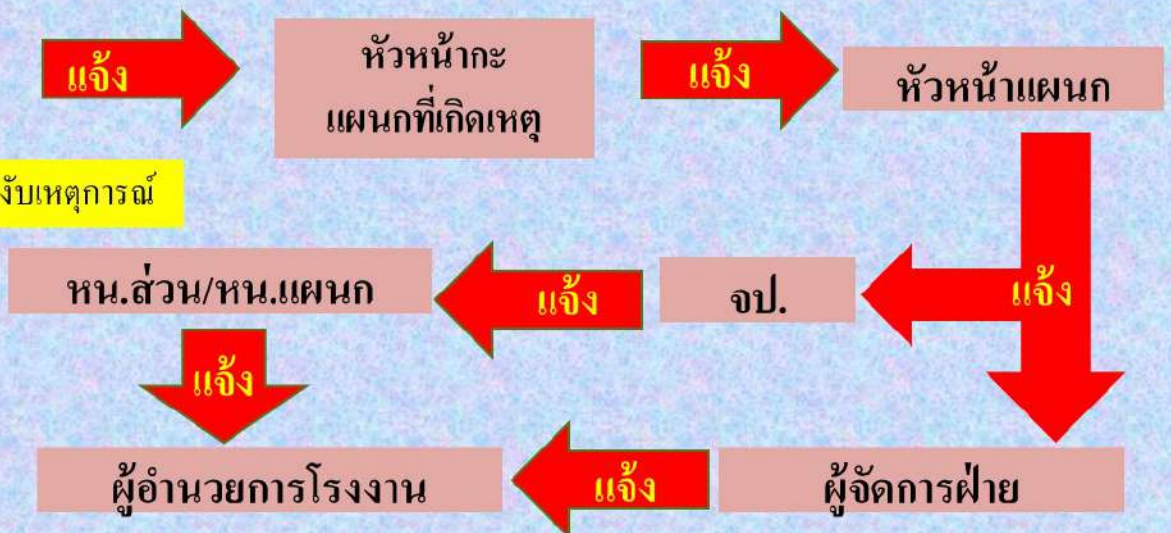 แจ้ง
หัวหน้ากะ
แผนกที่เกิดเหตุ
แจ้ง
หัวหน้าแผนก
งับเหตุการณ์
หน.ส่วน/หน.แผนก
แจ้ง
จป.
แจ้ง
แจ้ง
ผู้อำนวยการโรงงาน
แจ้ง
ผู้จัดการฝ่าย